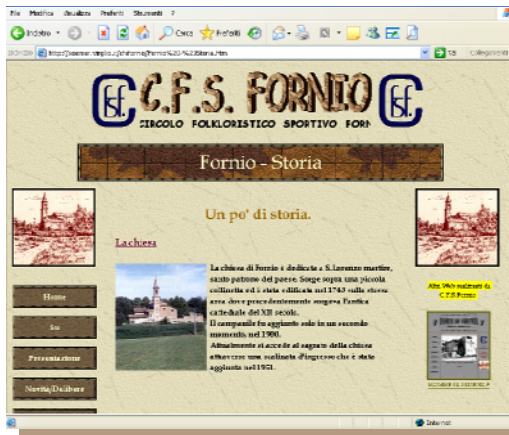 File Modifica Visualizza Preferiti Strumenti ?
Indietro Cerca Preferiti
Vai Collegamenti
C.F.S. FORNIO
CIRCOLO FOLKLORISTICO SPORTIVO FORN
Fornio - Storia
Un po' di storia.
La chiesa
La chiesa di Fornio è dedicata a S.Lorenzo martire,
santo patrono del paese. Sorge sopra una piccola
collinetta ed è stata edificata nel 1743 sulla stessa
area dove precedentemente sorgeva l'antica
cattedrale del XII secolo.
Il campanile fu aggiunto solo in un secondo
momento, nel 1900.
Attualmente si accede al sagrato della chiesa
attraverso una scalinata d'ingresso che è stata
aggiunta nel 1951.
Home
Su
Presentazione
Novità/Delibere
Altri Web realizzati da
C.F.S Fornio
Internet